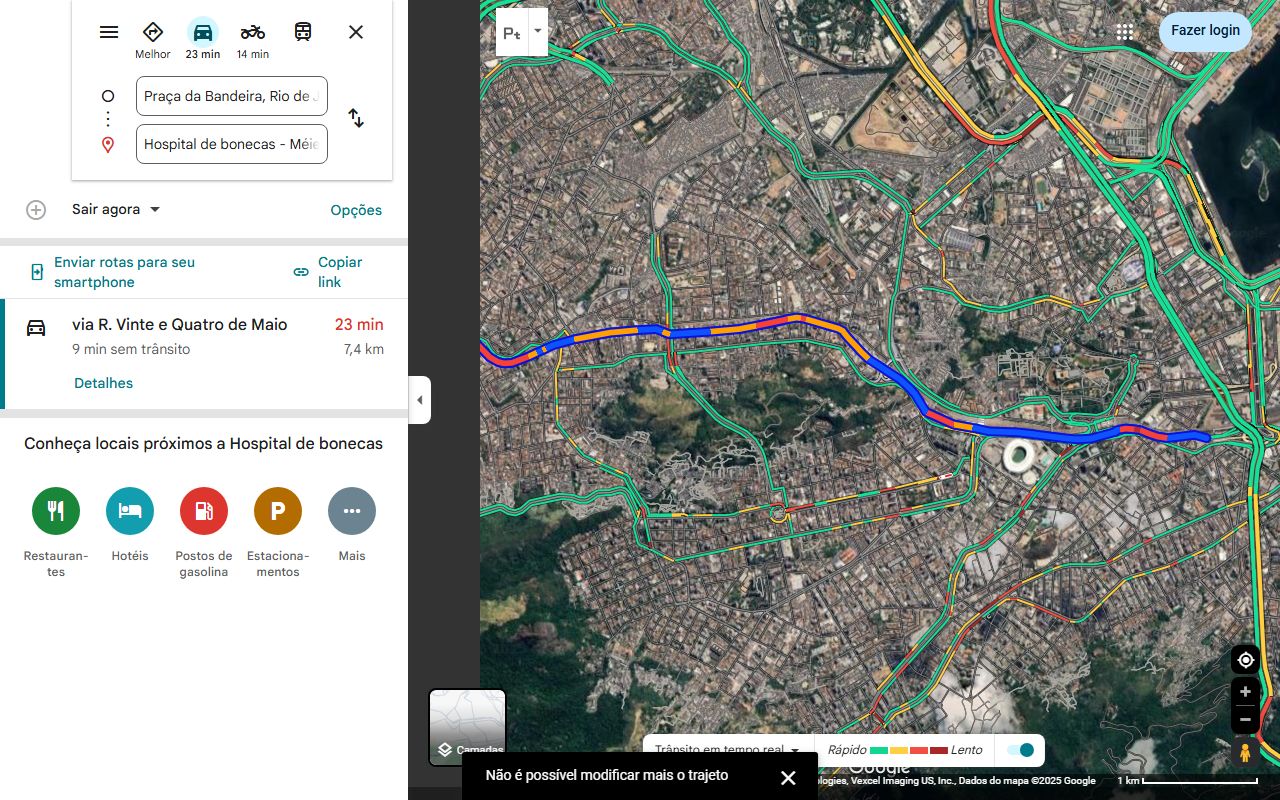 Melhor
23 min
14 min
Praça da Bandeira, Rio de J
Hospital de bonecas - Méie
Sair agora
Opções
Enviar rotas para seu
smartphone
Copiar
link
via R. Vinte e Quatro de Maio
23 min
9 min sem trânsito
7,4 km
Detalhes
Conheça locais próximos a Hospital de bonecas
Restauran-
tes
Hotéis
Postos de
gasolina
Estaciona-
mentos
Mais
P
Fazer login
Camadas
Trânsito em tempo real
Rápido
Lento
Google
Não é possível modificar mais o trajeto
ologies, Vexcel Imaging US, Inc., Dados do mapa ©2025 Google
1 km